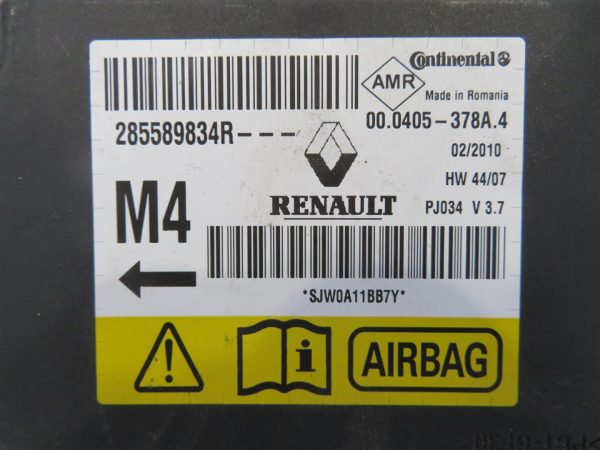 Continental
AMR
Made in Romania
285589834R---
00.0405-378A.4
02/2010
HW 44/07
M4
RENAULT
PJ034 V 3.7
*SJW0A11BB7Y*
i
AIRBAG